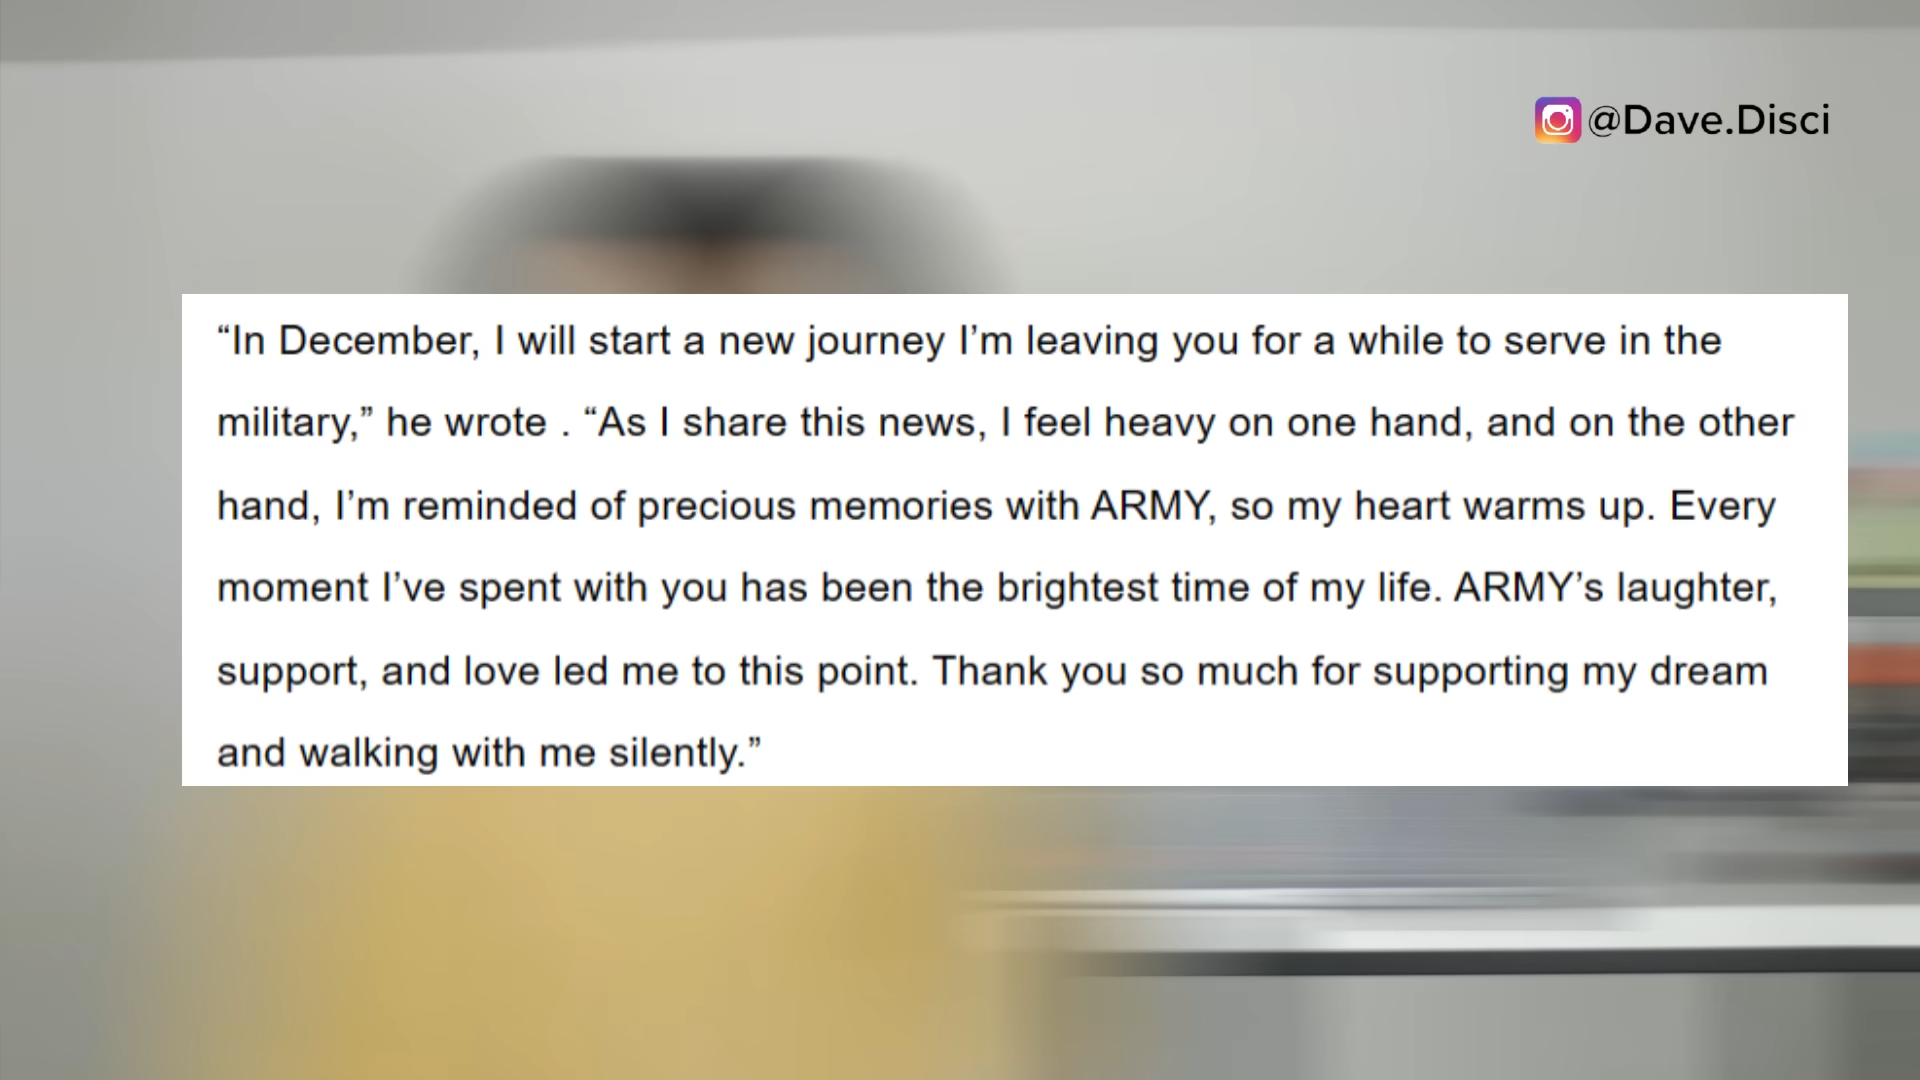 @Dave.Disci
“In December, I will start a new journey I’m leaving you for a while to serve in the
military,” he wrote . “As I share this news, I feel heavy on one hand, and on the other
hand, I’m reminded of precious memories with ARMY, so my heart warms up. Every
moment I’ve spent with you has been the brightest time of my life. ARMY’s laughter,
support, and love led me to this point. Thank you so much for supporting my dream
and walking with me silently.”